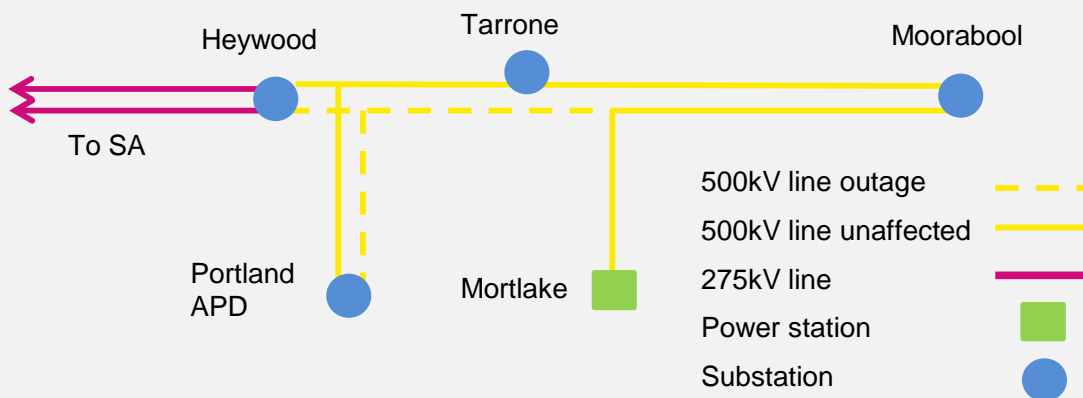 Heywood
Tarrone
Moorabool
To SA
Portland
APD
Mortlake
500kV line outage
500kV line unaffected
275kV line
Power station
Substation